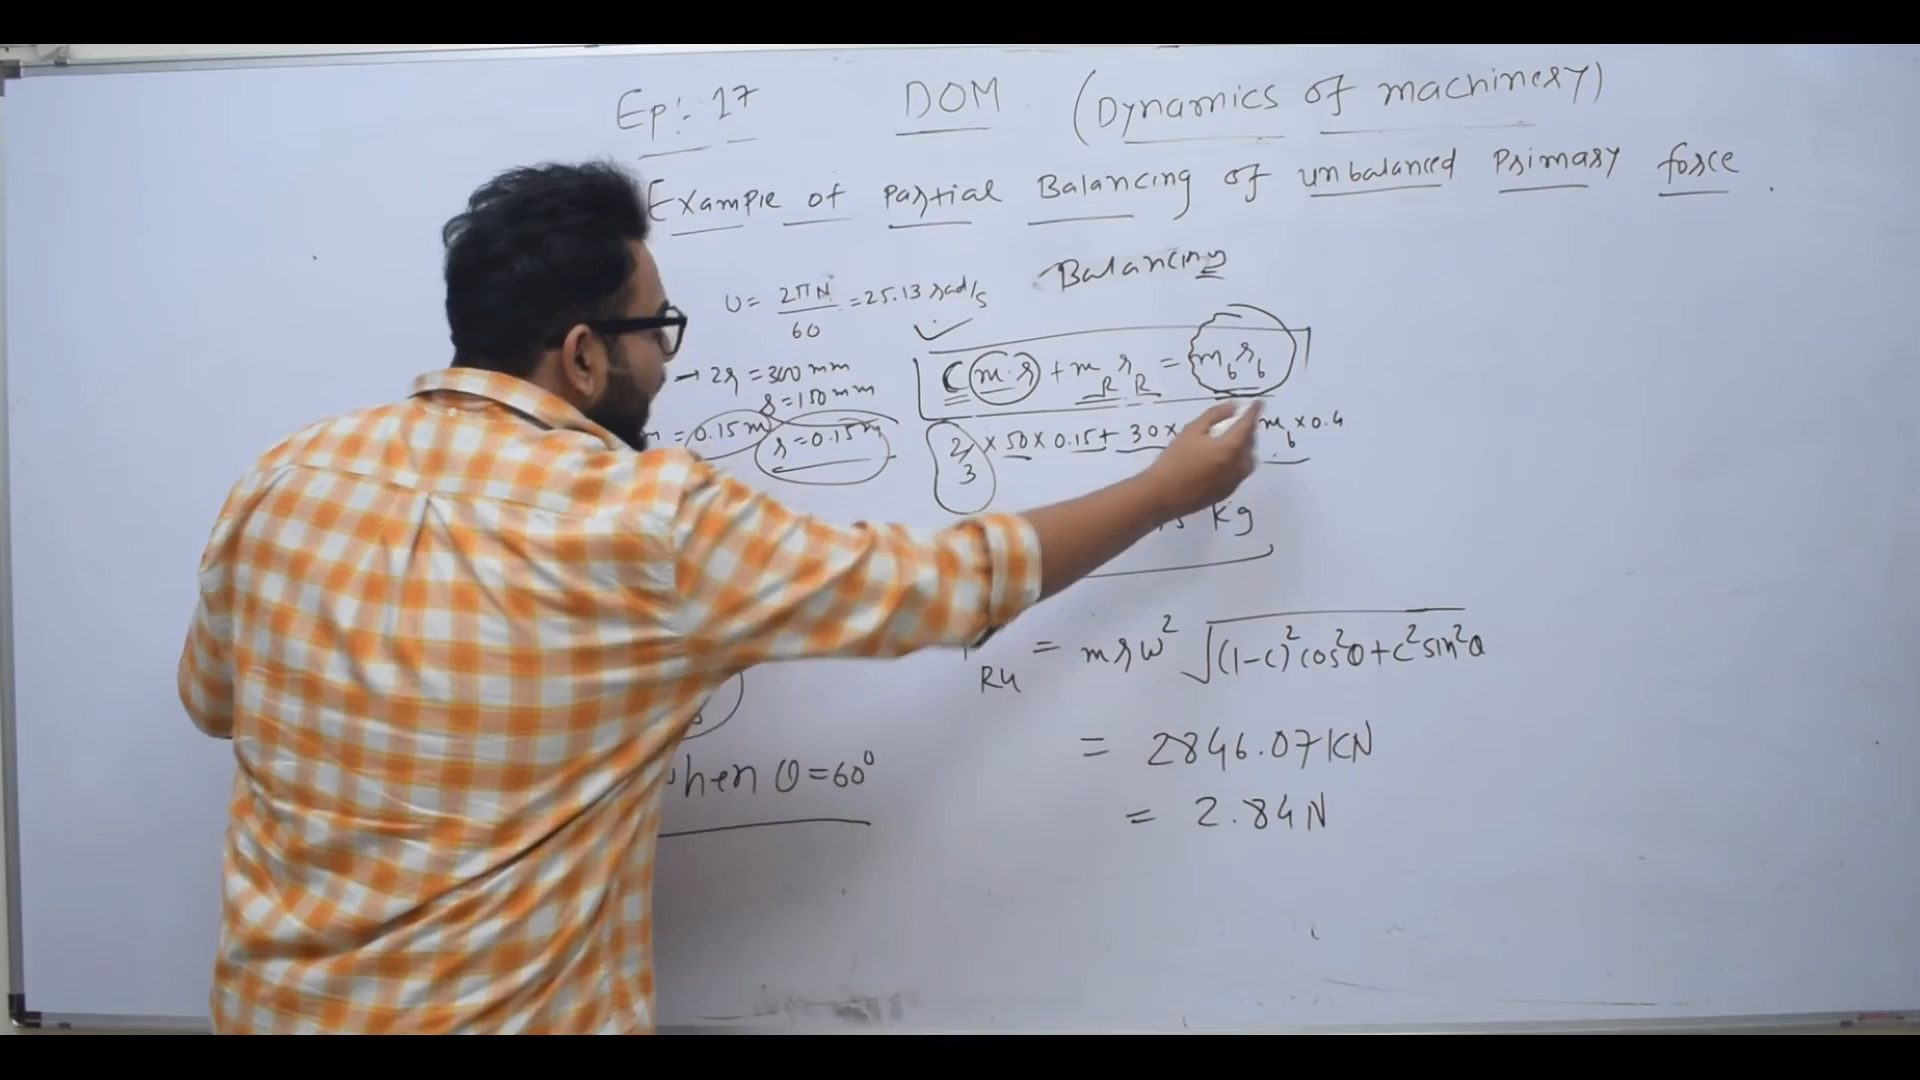 Ep:- 17 DOM (Dynamics of machinery)
Example of Partial Balancing of unbalanced Primary force.
Balancing
ω = 2πN/60 = 25.13 rad/s
→ 2r = 300 mm
r = 150 mm
= 0.15 m
r = 0.15 m
C m·r + m_R r_R = m_b r_b
2/3 × 50 × 0.15 + 30 × m_b × 0.4
kg
R4 = mrω² √(1-c)² cos²θ + c² sin²θ
= 2846.07 KN
= 2.84 N
when θ = 60°